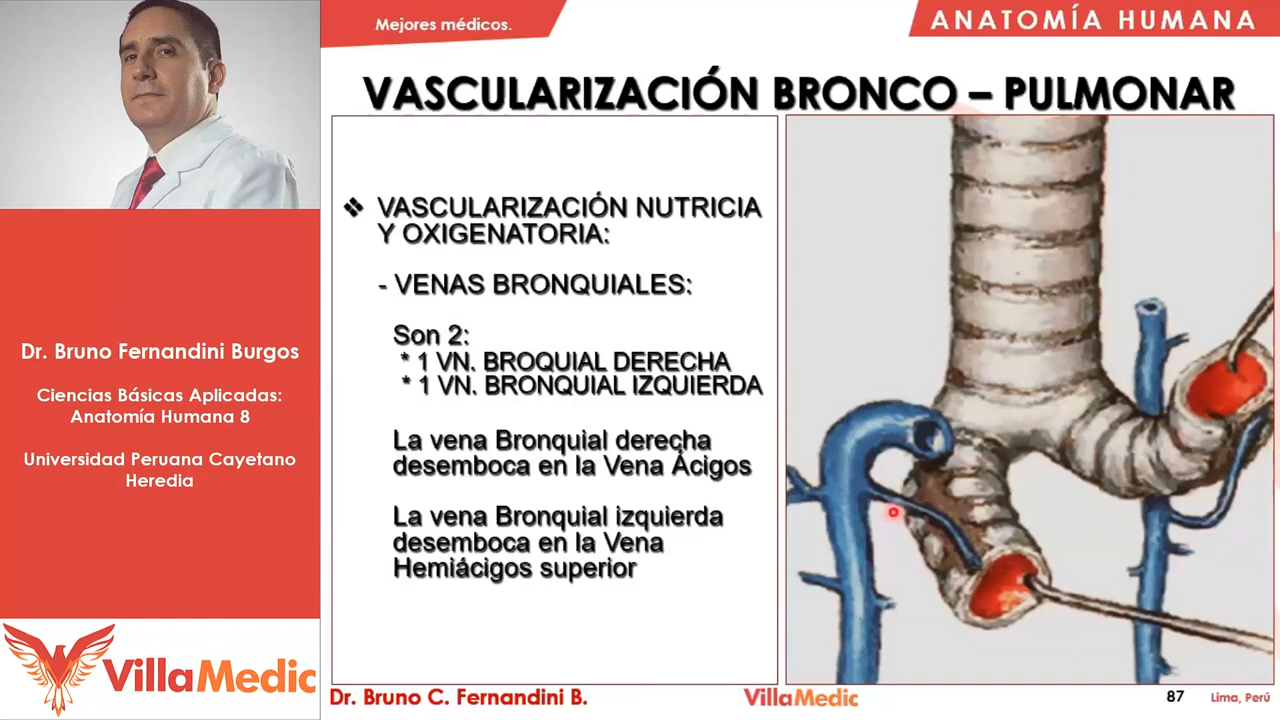 Mejores médicos.
ANATOMÍA HUMANA
VASCULARIZACIÓN BRONCO – PULMONAR
❖ VASCULARIZACIÓN NUTRICIA
Y OXIGENATORIA:
- VENAS BRONQUIALES:
Son 2:
* 1 VN. BROQUIAL DERECHA
* 1 VN. BRONQUIAL IZQUIERDA
La vena Bronquial derecha
desemboca en la Vena Ácigos
La vena Bronquial izquierda
desemboca en la Vena
Hemiácigos superior
Dr. Bruno Fernandini Burgos
Ciencias Básicas Aplicadas:
Anatomía Humana 8
Universidad Peruana Cayetano
Heredia
VillaMedic
Dr. Bruno C. Fernandini B.
VillaMedic
87
Lima, Perú